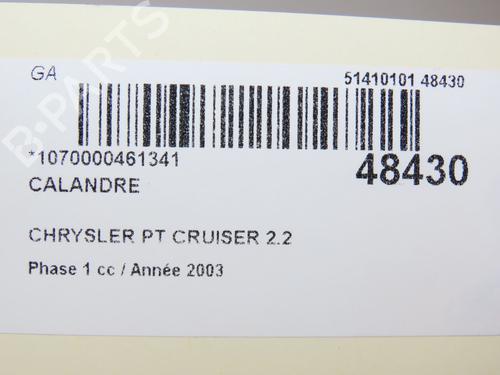 GA
51410101 48430
*1070000461341
48430
CALANDRE
CHRYSLER PT CRUISER 2.2
Phase 1 cc / Année 2003
B-PARTS